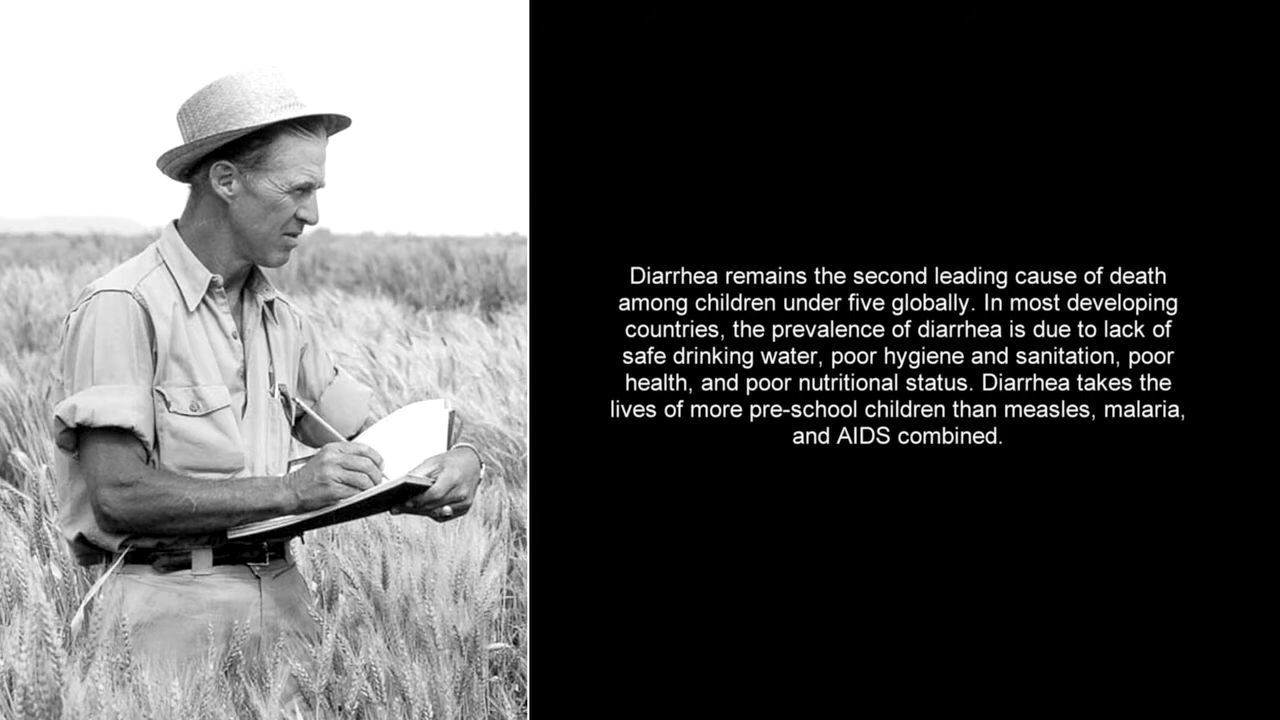 Diarrhea remains the second leading cause of death
among children under five globally. In most developing
countries, the prevalence of diarrhea is due to lack of
safe drinking water, poor hygiene and sanitation, poor
health, and poor nutritional status. Diarrhea takes the
lives of more pre-school children than measles, malaria,
and AIDS combined.